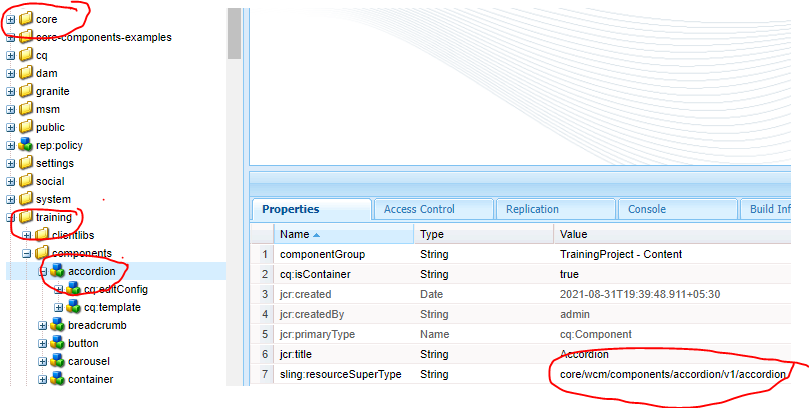 core
core-components-examples
cq
dam
granite
msm
public
rep:policy
settings
social
system
training
clientlibs
components
accordion
cq:editConfig
cq:template
breadcrumb
button
carousel
container
Properties Access Control Replication Console Build Inf
Name Type Value
1 componentGroup String TrainingProject - Content
2 cq:isContainer String true
3 jcr:created Date 2021-08-31T19:39:48.911+05:30
4 jcr:createdBy String admin
5 jcr:primaryType Name cq:Component
6 jcr:title String Accordion
7 sling:resourceSuperType String core/wcm/components/accordion/v1/accordion